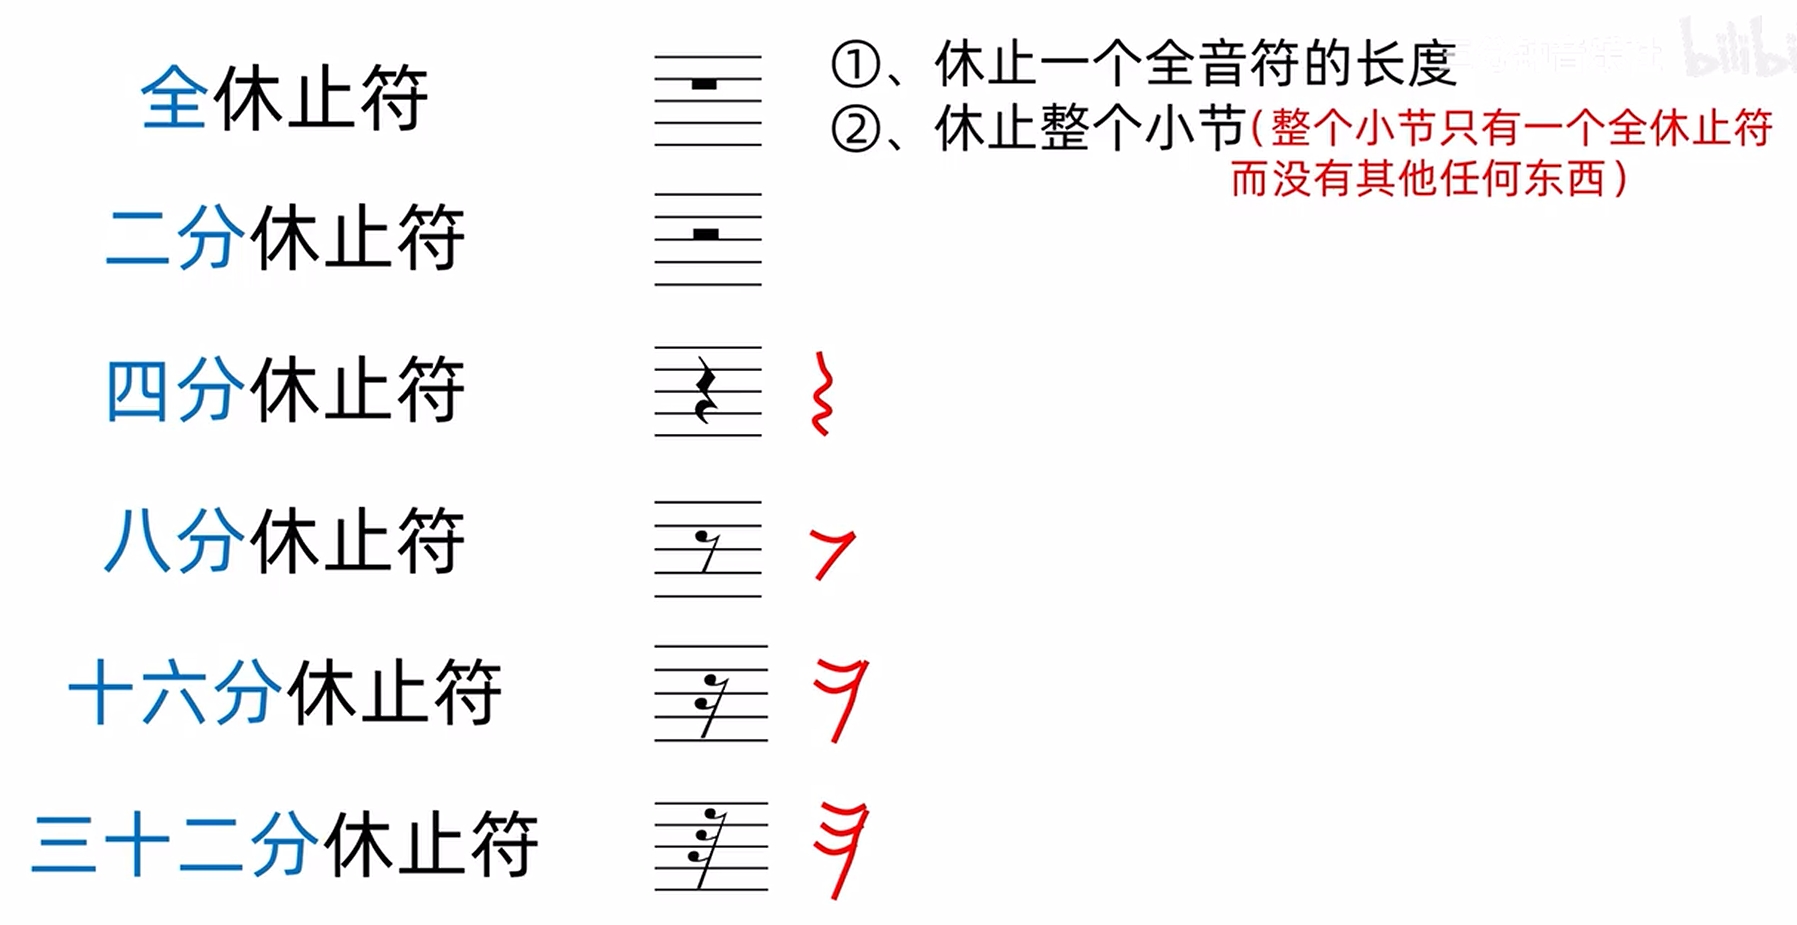 全休止符
①、休止一个全音符的长度
②、休止整个小节(整个小节只有一个全休止符
而没有其他任何东西)
二分休止符
四分休止符
八分休止符
十六分休止符
三十二分休止符